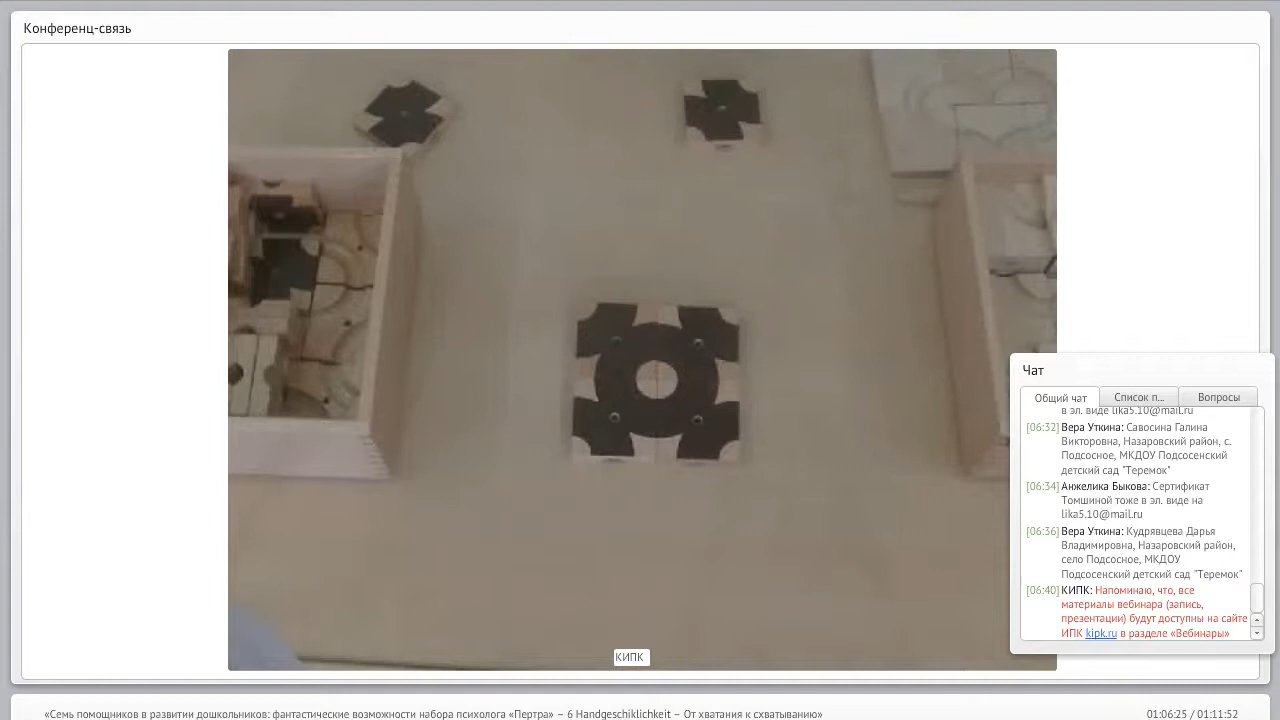 Конференц-связь
КИПК
Чат
Общий чат
Список п...
Вопросы
в эл. виде lika5.10@mail.ru
[06:32] Вера Уткина: Савосина Галина
Викторовна, Назаровский район, с.
Подсосное, МКДОУ Подсосенский
детский сад "Теремок"
[06:34] Анжелика Быкова: Сертификат
Томшиной тоже в эл. виде на
lika5.10@mail.ru
[06:36] Вера Уткина: Кудрявцева Дарья
Владимировна, Назаровский район,
село Подсосное, МКДОУ
Подсосенский детский сад "Теремок"
[06:40] КИПК: Напоминаю, что, все
материалы вебинара (запись,
презентации) будут доступны на сайте
ИПК kipk.ru в разделе «Вебинары»
«Семь помощников в развитии дошкольников: фантастические возможности набора психолога «Пертра» – 6 Handgeschiklichkeit – От хватания к схватыванию»
01:06:25 / 01:11:52